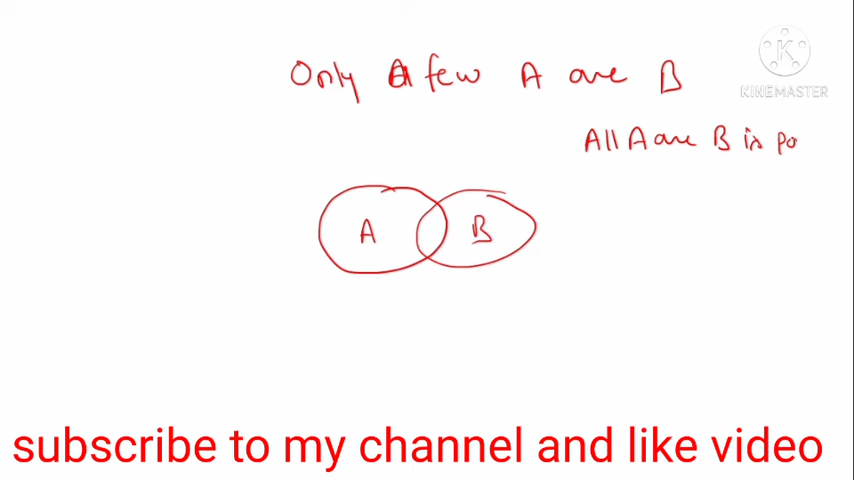 Only a few A are B
KINEMASTER
All A are B is po
A B
subscribe to my channel and like video